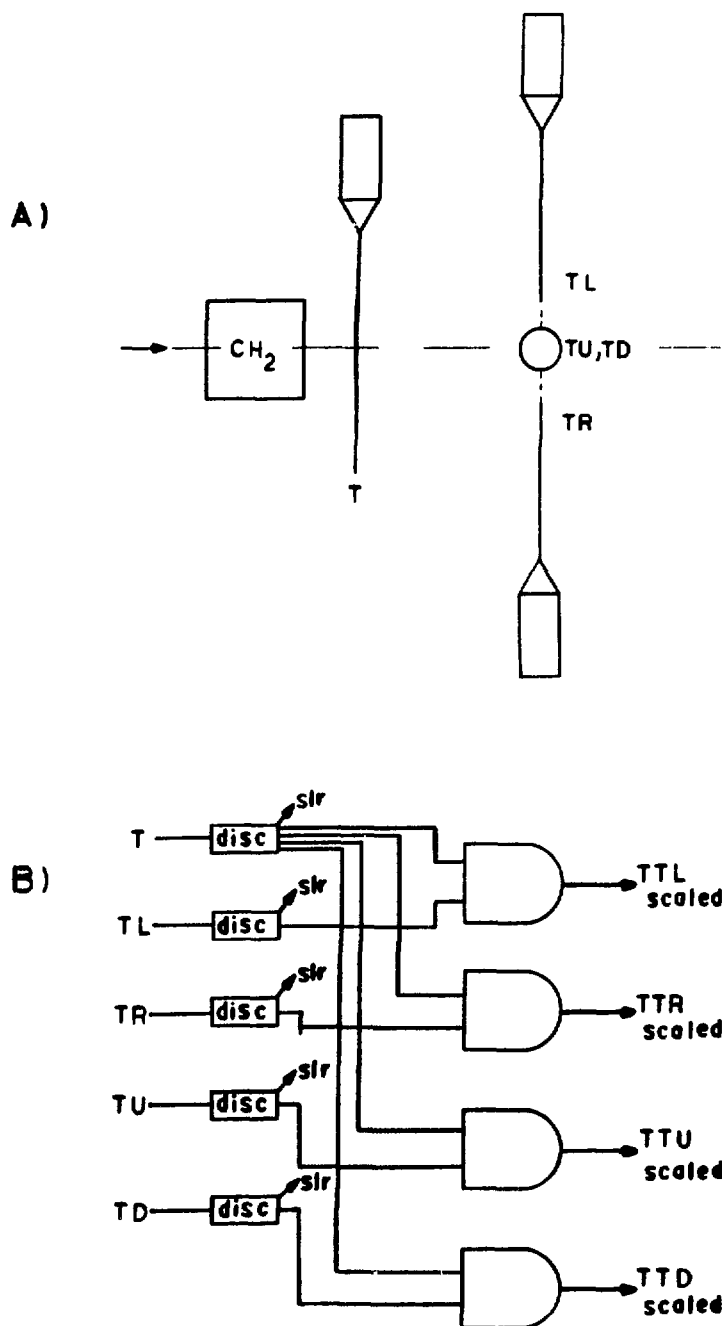 A)
TL
CH2
TU,TD
TR
T
B)
T
disc
slr
TTL
scaled
TL
disc
slr
TR
disc
slr
TTR
scaled
TU
disc
slr
TTU
scaled
TD
disc
slr
TTD
scaled